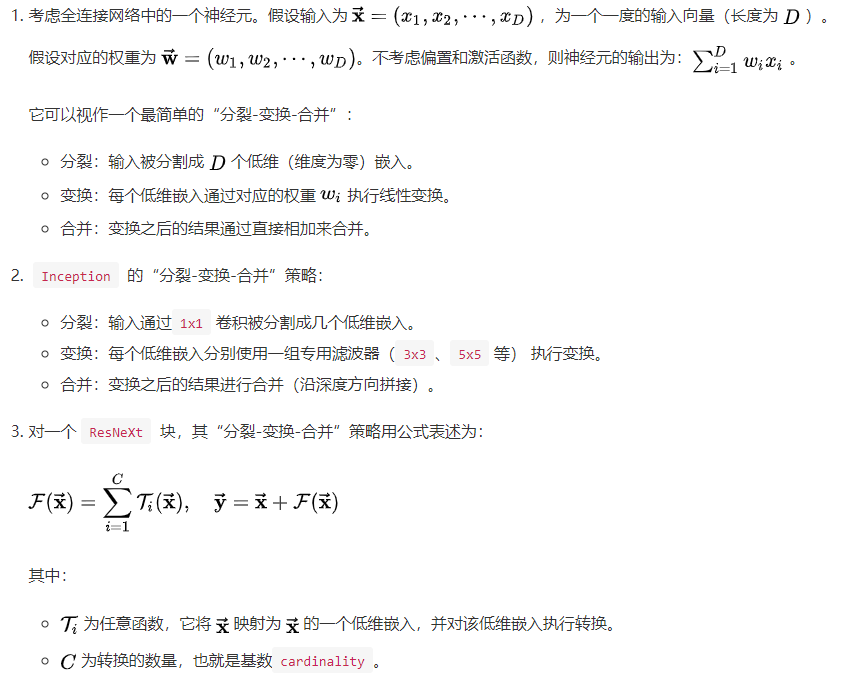 1. 考虑全连接网络中的一个神经元。假设输入为 $\vec{\mathbf{x}} = (x_1, x_2, \cdots, x_D)$ ，为一个一度的输入向量（长度为 $D$ ）。
假设对应的权重为 $\vec{\mathbf{w}} = (w_1, w_2, \cdots, w_D)$。不考虑偏置和激活函数，则神经元的输出为：$\sum_{i=1}^{D} w_i x_i$ 。
它可以视作一个最简单的“分裂-变换-合并”：
○ 分裂：输入被分割成 $D$ 个低维（维度为零）嵌入。
○ 变换：每个低维嵌入通过对应的权重 $w_i$ 执行线性变换。
○ 合并：变换之后的结果通过直接相加来合并。
2. Inception 的“分裂-变换-合并”策略：
○ 分裂：输入通过 1x1 卷积被分割成几个低维嵌入。
○ 变换：每个低维嵌入分别使用一组专用滤波器（ 3x3 、 5x5 等） 执行变换。
○ 合并：变换之后的结果进行合并（沿深度方向拼接）。
3. 对一个 ResNeXt 块，其“分裂-变换-合并”策略用公式表述为：
$\mathcal{F}(\vec{\mathbf{x}}) = \sum_{i=1}^{C} \mathcal{T}_i(\vec{\mathbf{x}}), \quad \vec{\mathbf{y}} = \vec{\mathbf{x}} + \mathcal{F}(\vec{\mathbf{x}})$
其中：
○ $\mathcal{T}_i$ 为任意函数，它将 $\vec{\mathbf{x}}$ 映射为 $\vec{\mathbf{x}}$ 的一个低维嵌入，并对该低维嵌入执行转换。
○ $C$ 为转换的数量，也就是基数 cardinality 。